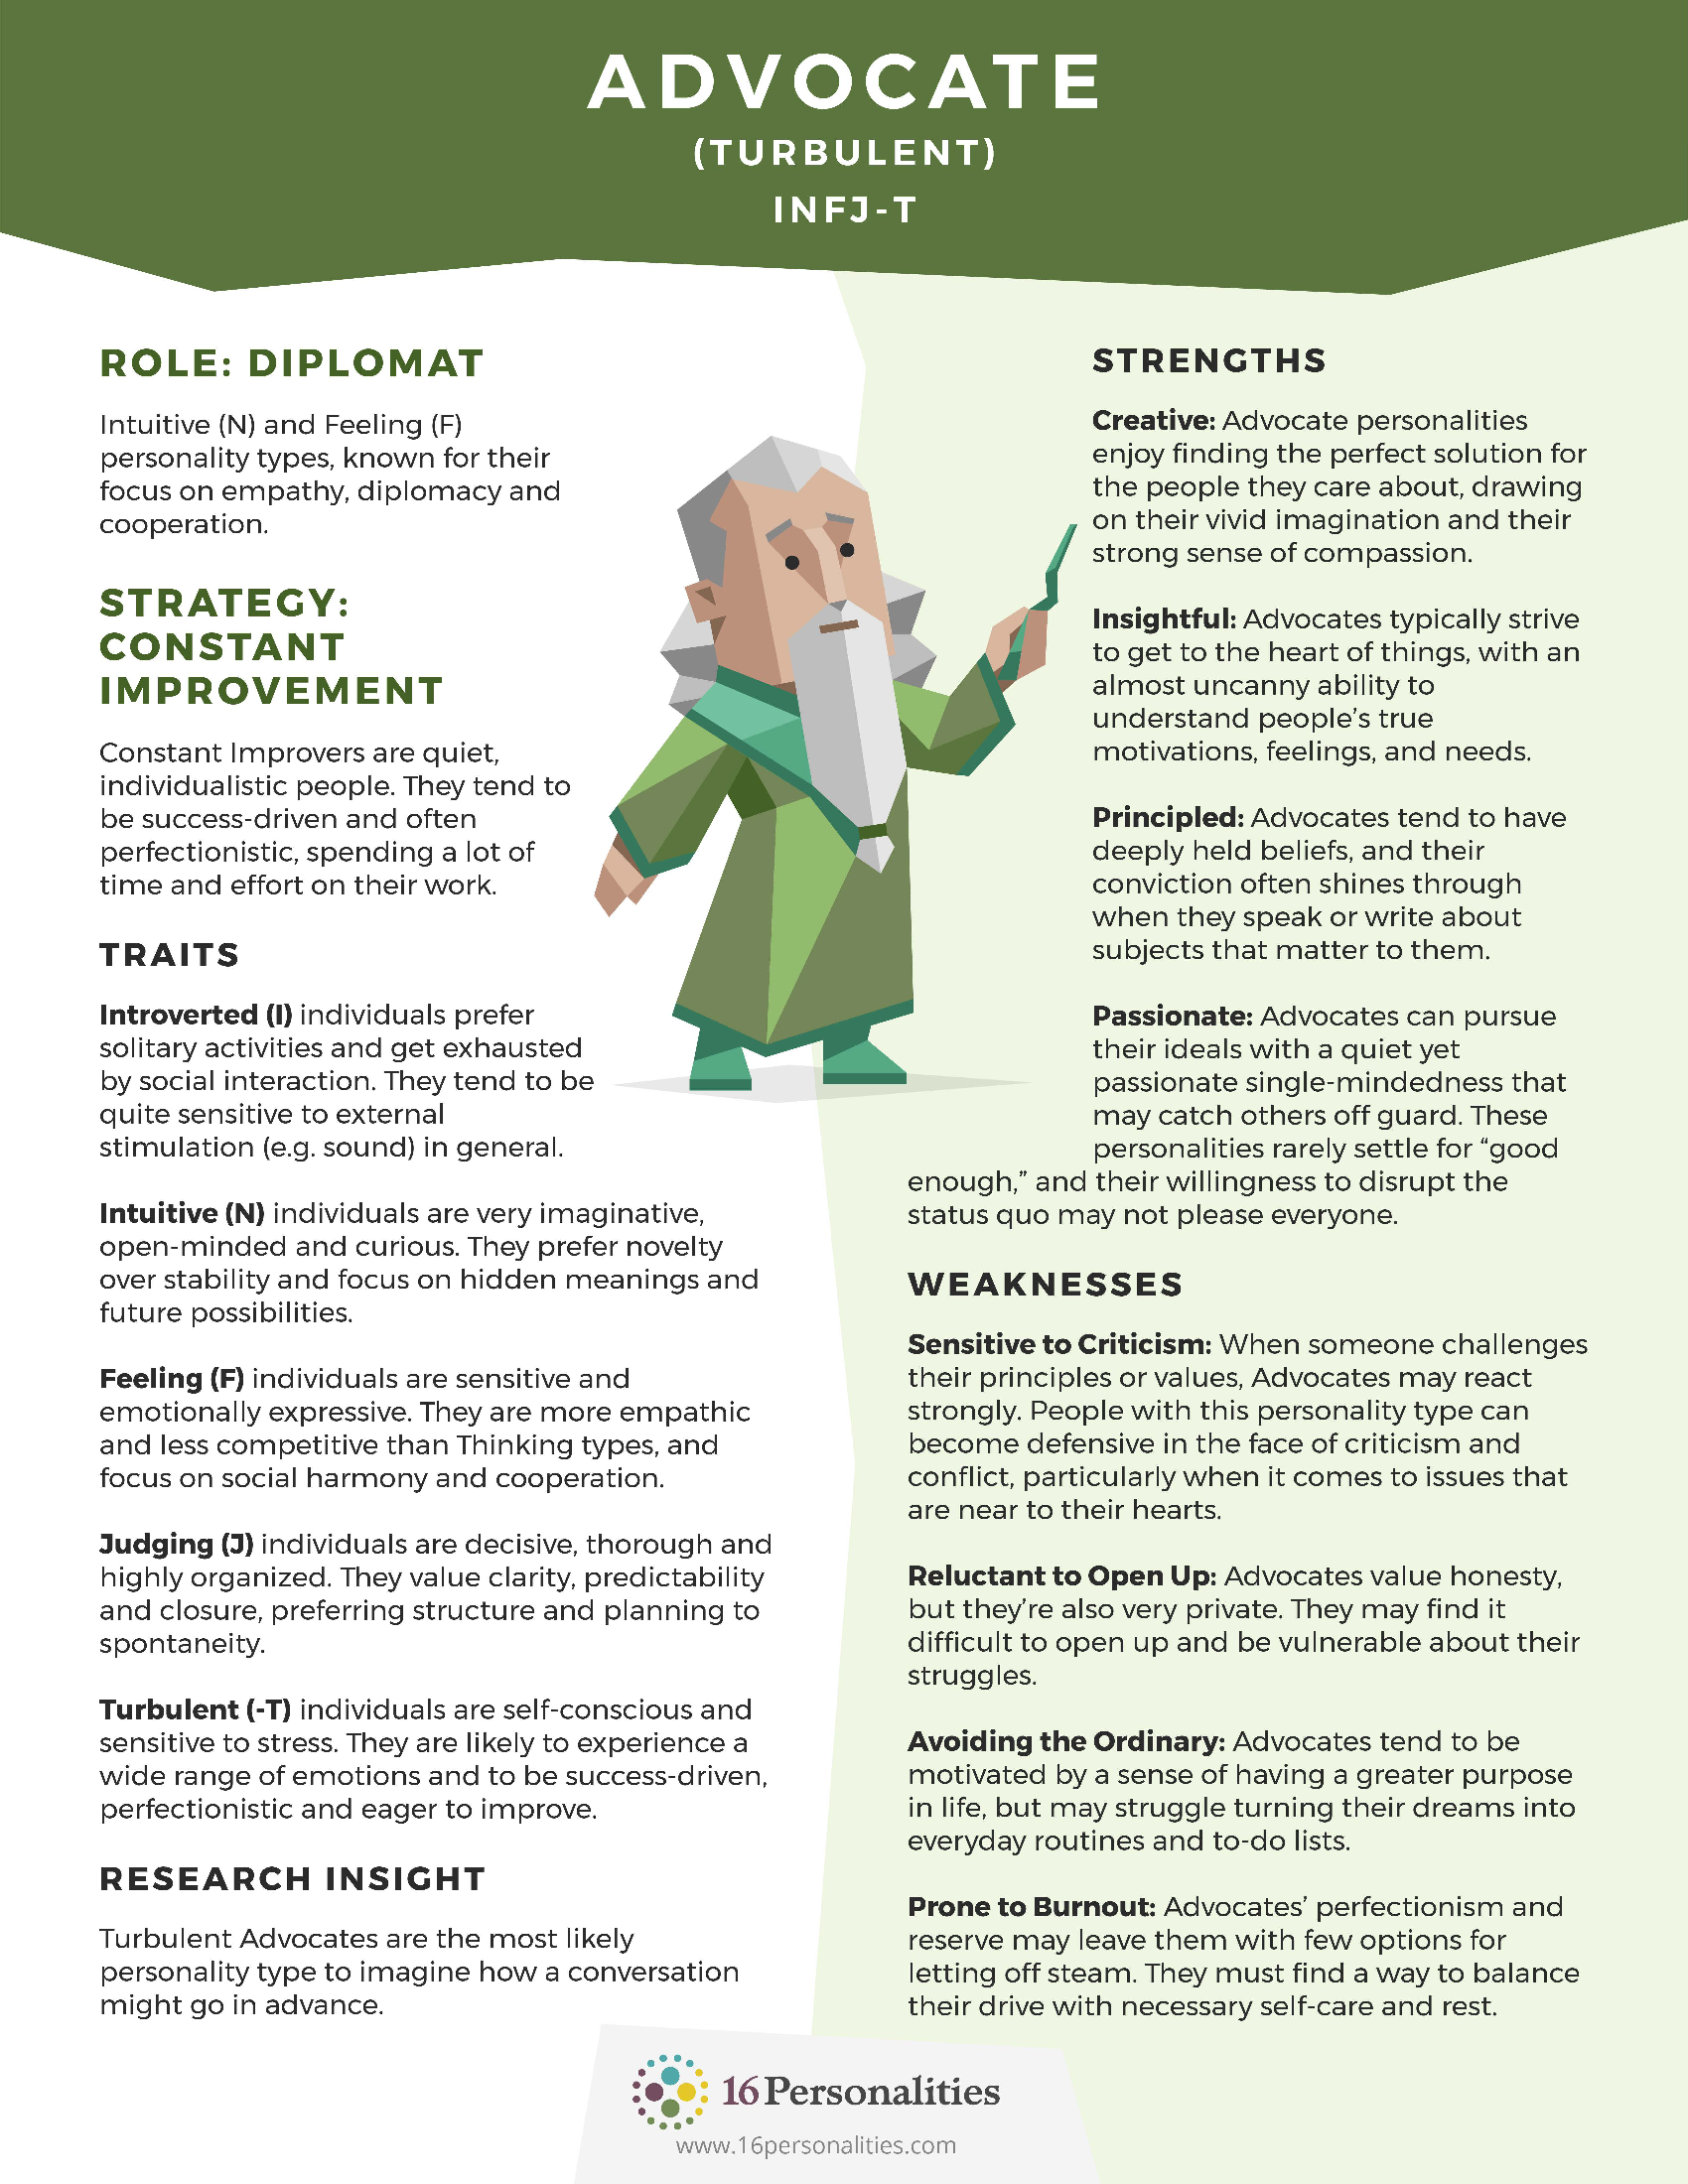 ADVOCATE
(TURBULENT)
INFJ-T
ROLE: DIPLOMAT
Intuitive (N) and Feeling (F)
personality types, known for their
focus on empathy, diplomacy and
cooperation.
STRATEGY:
CONSTANT
IMPROVEMENT
Constant Improvers are quiet,
individualistic people. They tend to
be success-driven and often
perfectionistic, spending a lot of
time and effort on their work.
TRAITS
Introverted (I) individuals prefer
solitary activities and get exhausted
by social interaction. They tend to be
quite sensitive to external
stimulation (e.g. sound) in general.
Intuitive (N) individuals are very imaginative,
open-minded and curious. They prefer novelty
over stability and focus on hidden meanings and
future possibilities.
Feeling (F) individuals are sensitive and
emotionally expressive. They are more empathic
and less competitive than Thinking types, and
focus on social harmony and cooperation.
Judging (J) individuals are decisive, thorough and
highly organized. They value clarity, predictability
and closure, preferring structure and planning to
spontaneity.
Turbulent (-T) individuals are self-conscious and
sensitive to stress. They are likely to experience a
wide range of emotions and to be success-driven,
perfectionistic and eager to improve.
RESEARCH INSIGHT
Turbulent Advocates are the most likely
personality type to imagine how a conversation
might go in advance.
STRENGTHS
Creative: Advocate personalities
enjoy finding the perfect solution for
the people they care about, drawing
on their vivid imagination and their
strong sense of compassion.
Insightful: Advocates typically strive
to get to the heart of things, with an
almost uncanny ability to
understand people’s true
motivations, feelings, and needs.
Principled: Advocates tend to have
deeply held beliefs, and their
conviction often shines through
when they speak or write about
subjects that matter to them.
Passionate: Advocates can pursue
their ideals with a quiet yet
passionate single-mindedness that
may catch others off guard. These
personalities rarely settle for “good
enough,” and their willingness to disrupt the
status quo may not please everyone.
WEAKNESSES
Sensitive to Criticism: When someone challenges
their principles or values, Advocates may react
strongly. People with this personality type can
become defensive in the face of criticism and
conflict, particularly when it comes to issues that
are near to their hearts.
Reluctant to Open Up: Advocates value honesty,
but they’re also very private. They may find it
difficult to open up and be vulnerable about their
struggles.
Avoiding the Ordinary: Advocates tend to be
motivated by a sense of having a greater purpose
in life, but may struggle turning their dreams into
everyday routines and to-do lists.
Prone to Burnout: Advocates’ perfectionism and
reserve may leave them with few options for
letting off steam. They must find a way to balance
their drive with necessary self-care and rest.
16Personalities
www.16personalities.com